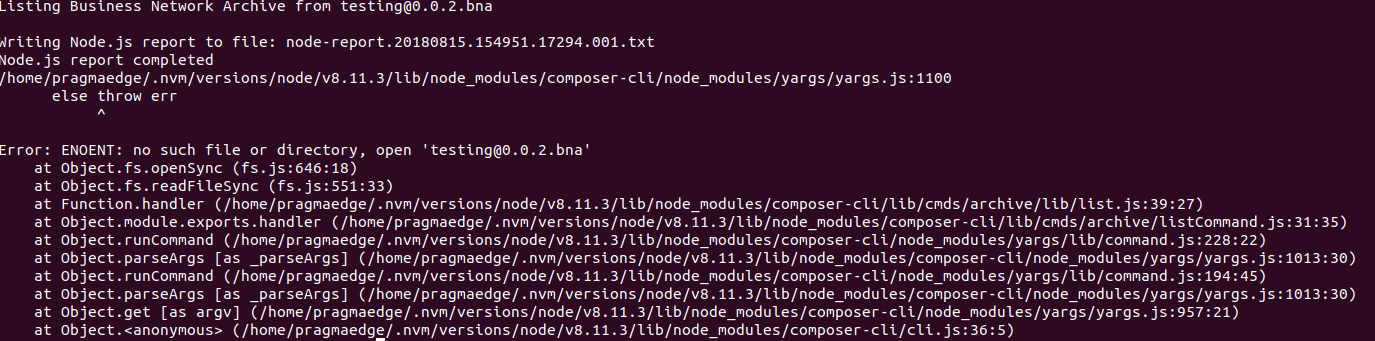 Listing Business Network Archive from testing@0.0.2.bna
Writing Node.js report to file: node-report.20180815.154951.17294.001.txt
Node.js report completed
/home/pragmaedge/.nvm/versions/node/v8.11.3/lib/node_modules/composer-cli/node_modules/yargs/yargs.js:1100
      else throw err
           ^
Error: ENOENT: no such file or directory, open 'testing@0.0.2.bna'
    at Object.fs.openSync (fs.js:646:18)
    at Object.fs.readFileSync (fs.js:551:33)
    at Function.handler (/home/pragmaedge/.nvm/versions/node/v8.11.3/lib/node_modules/composer-cli/lib/cmds/archive/lib/list.js:39:27)
    at Object.module.exports.handler (/home/pragmaedge/.nvm/versions/node/v8.11.3/lib/node_modules/composer-cli/lib/cmds/archive/listCommand.js:31:35)
    at Object.runCommand (/home/pragmaedge/.nvm/versions/node/v8.11.3/lib/node_modules/composer-cli/node_modules/yargs/lib/command.js:228:22)
    at Object.parseArgs [as _parseArgs] (/home/pragmaedge/.nvm/versions/node/v8.11.3/lib/node_modules/composer-cli/node_modules/yargs/yargs.js:1013:30)
    at Object.runCommand (/home/pragmaedge/.nvm/versions/node/v8.11.3/lib/node_modules/composer-cli/node_modules/yargs/lib/command.js:194:45)
    at Object.parseArgs [as _parseArgs] (/home/pragmaedge/.nvm/versions/node/v8.11.3/lib/node_modules/composer-cli/node_modules/yargs/yargs.js:1013:30)
    at Object.get [as argv] (/home/pragmaedge/.nvm/versions/node/v8.11.3/lib/node_modules/composer-cli/node_modules/yargs/yargs.js:957:21)
    at Object.<anonymous> (/home/pragmaedge/.nvm/versions/node/v8.11.3/lib/node_modules/composer-cli/cli.js:36:5)